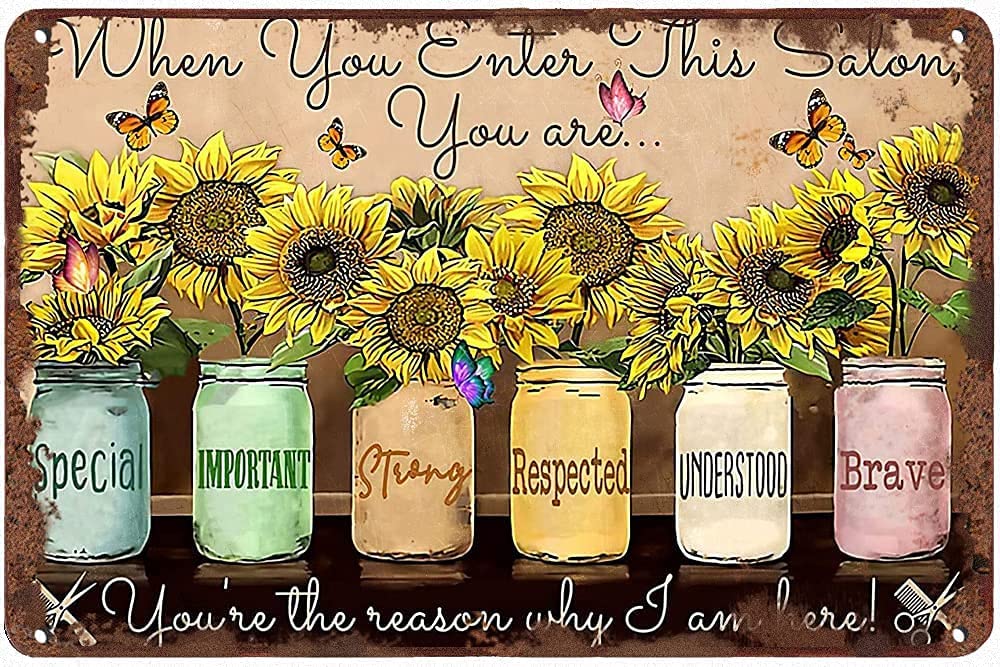 When You Enter This Salon,
You are...
Special IMPORTANT Strong Respected UNDERSTOOD Brave
You're the reason why I am here!